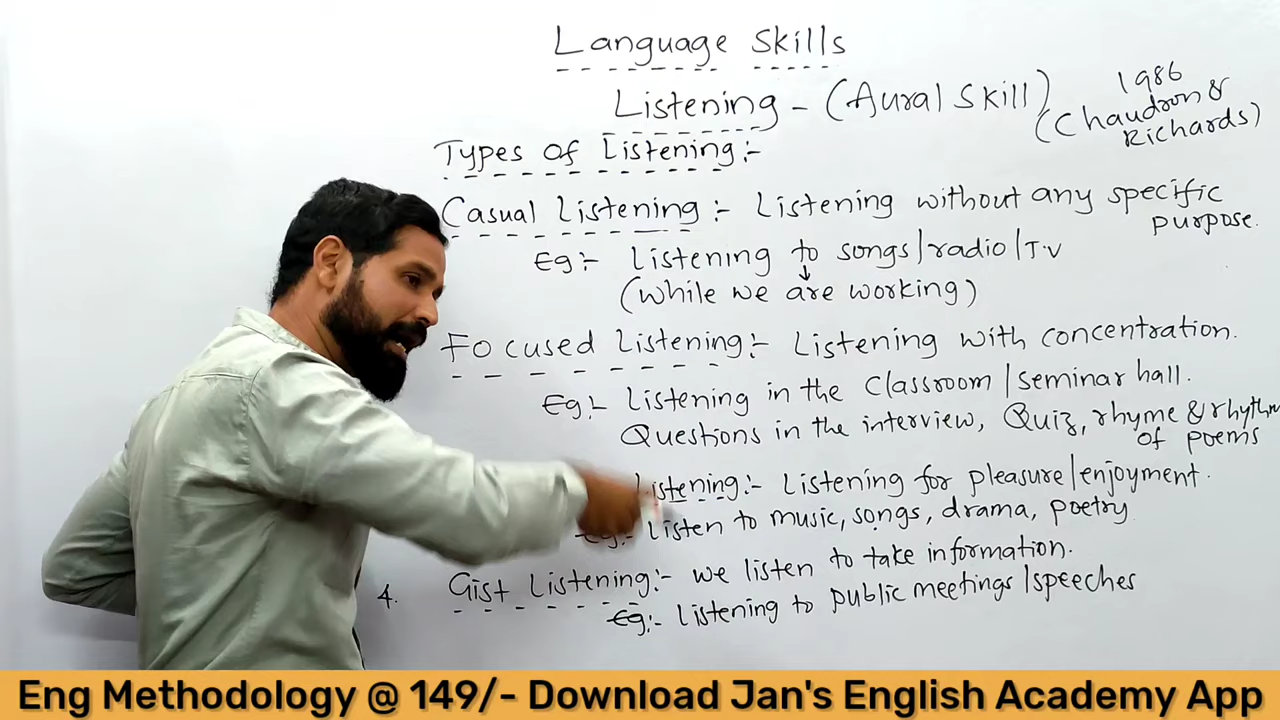 Language Skills
Listening - (Aural Skill)
1986
(Chaudron &
Richards)
Types of Listening :-
Casual Listening :- Listening without any specific
purpose.
Eg :- Listening to songs/radio/T.V
(While we are working)
Focused Listening :- Listening with concentration.
Eg :- Listening in the classroom/seminar hall.
Questions in the interview, Quiz, rhyme & rhythm
of poems
Listening :- Listening for pleasure/enjoyment.
Eg :- Listen to music, songs, drama, poetry
4. Gist Listening :- we listen to take information.
Eg :- Listening to public meetings/speeches
Eng Methodology @ 149/- Download Jan's English Academy App